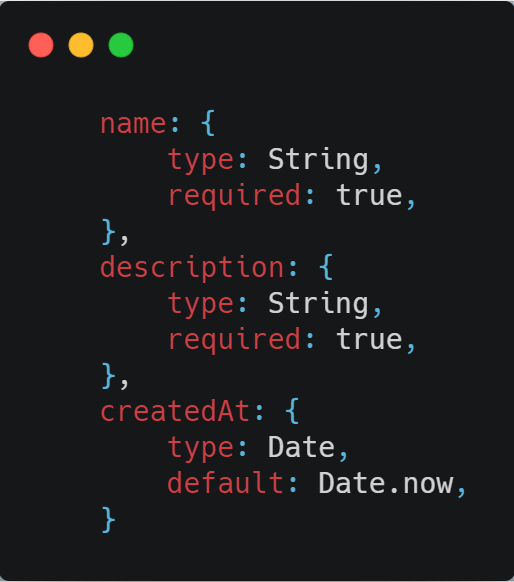 name: {
type: String,
required: true,
},
description: {
type: String,
required: true,
},
createdAt: {
type: Date,
default: Date.now,
}